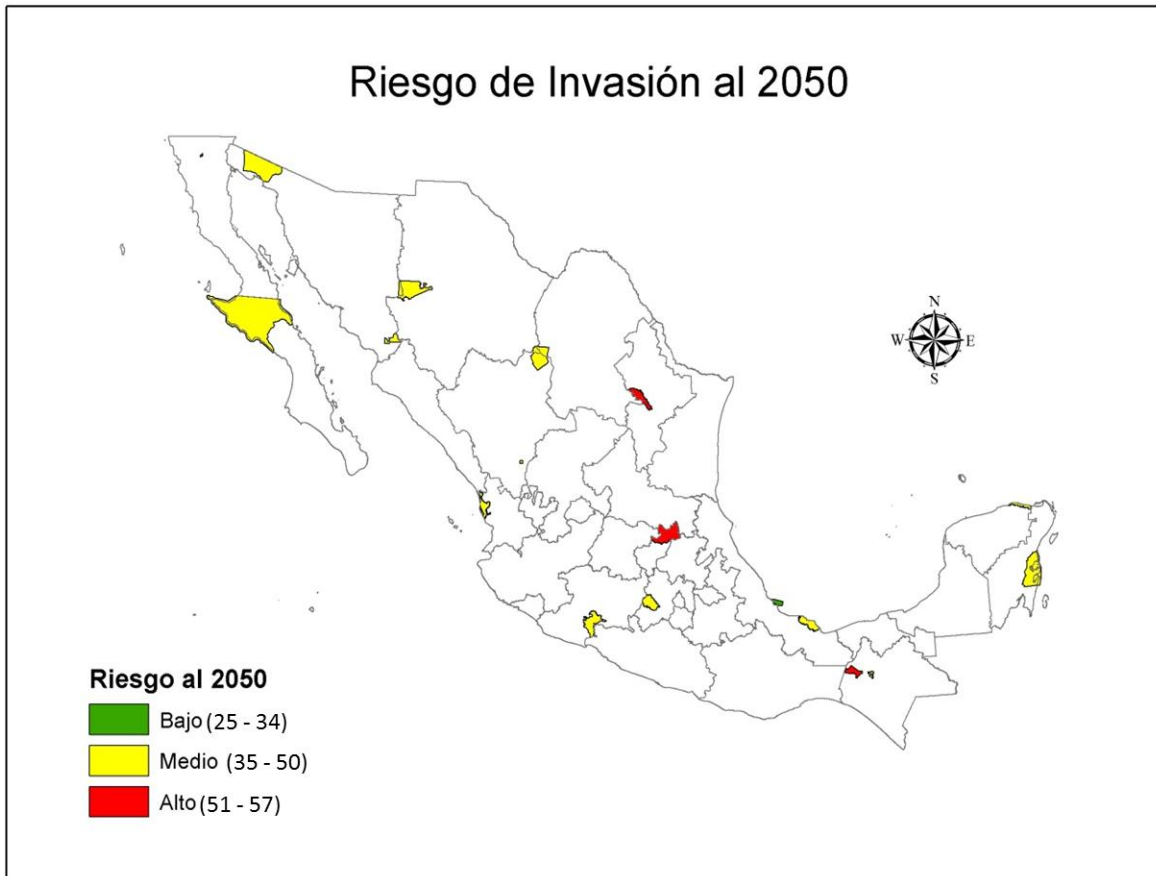 Riesgo de Invasión al 2050
N
W E
S
Riesgo al 2050
Bajo (25 - 34)
Medio (35 - 50)
Alto (51 - 57)